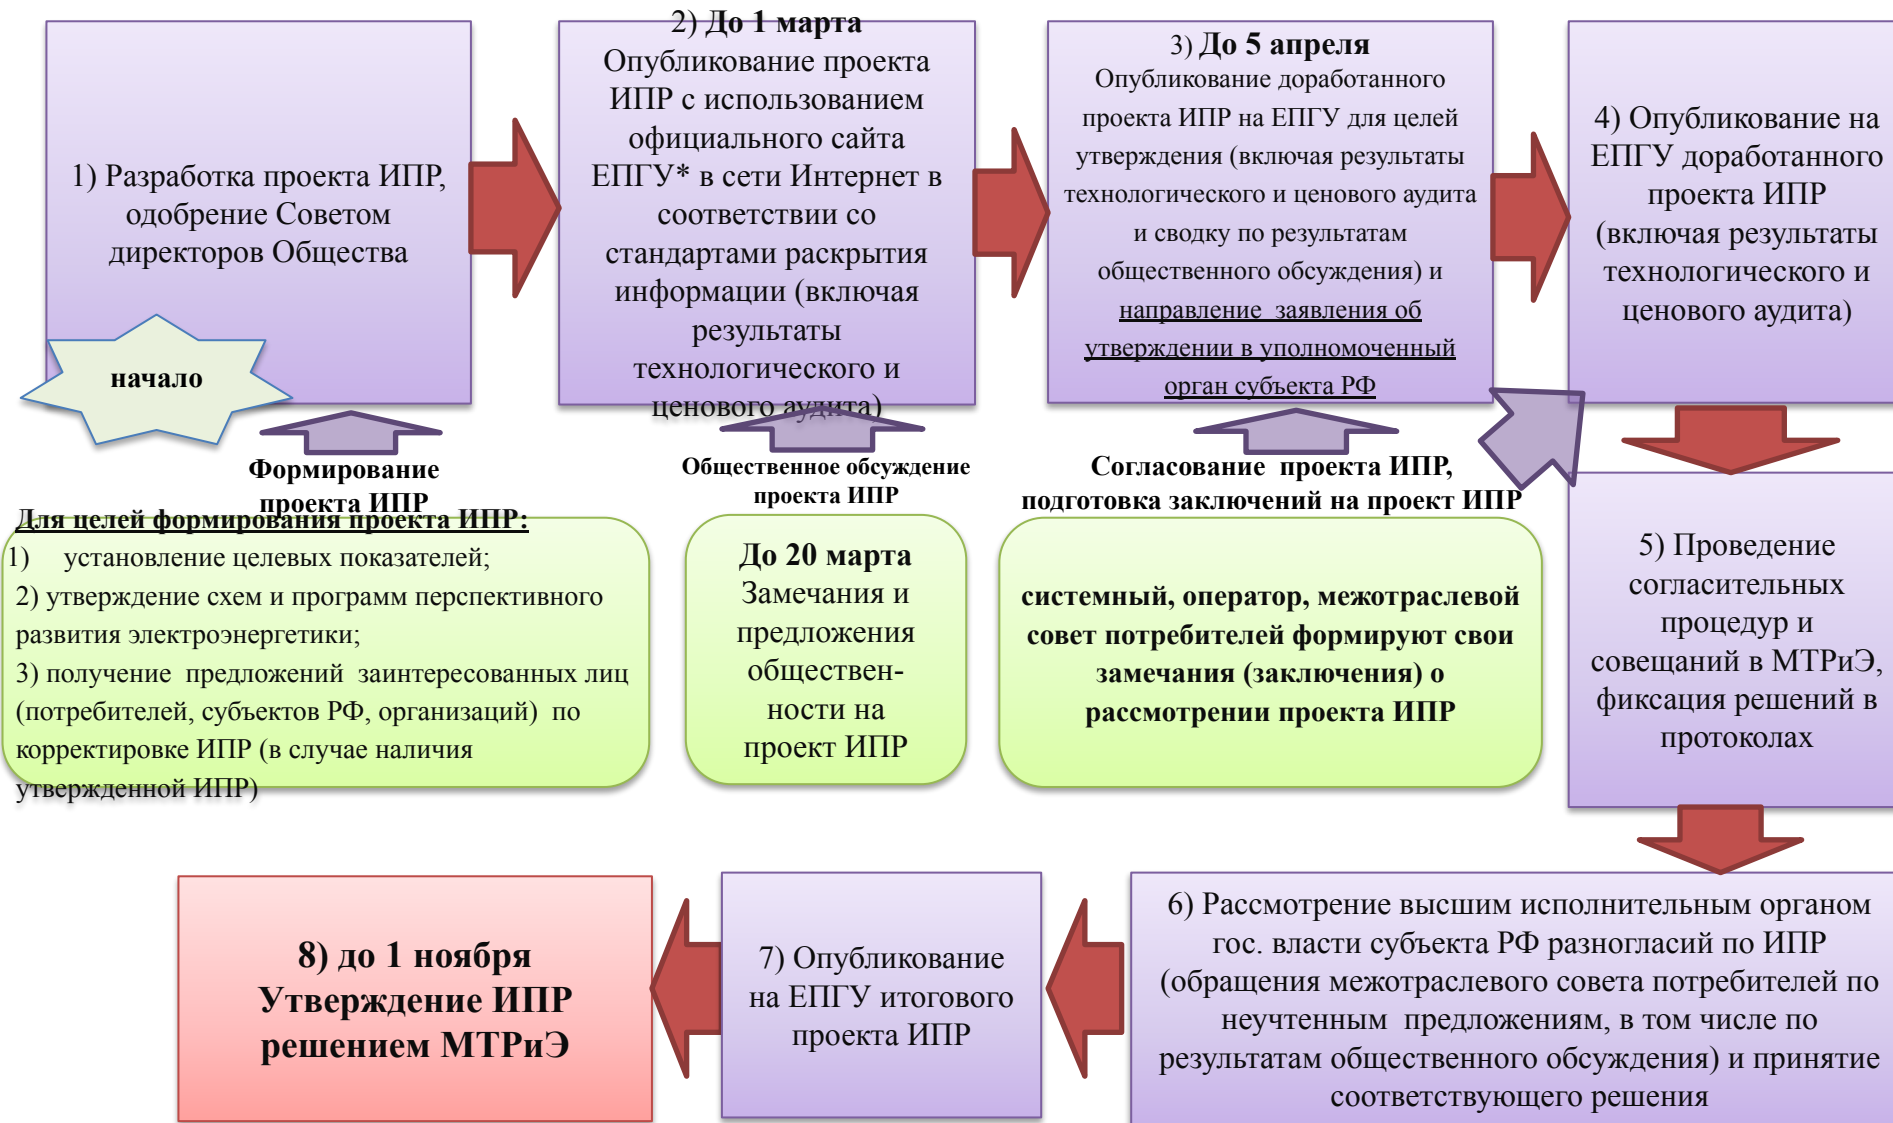 1) Разработка проекта ИПР,
одобрение Советом
директоров Общества
начало
2) До 1 марта
Опубликование проекта
ИПР с использованием
официального сайта
ЕПГУ* в сети Интернет в
соответствии со
стандартами раскрытия
информации (включая
результаты
технологического и
ценового аудита)
3) До 5 апреля
Опубликование доработанного
проекта ИПР на ЕПГУ для целей
утверждения (включая результаты
технологического и ценового аудита
и сводку по результатам
общественного обсуждения) и
направление заявления об
утверждении в уполномоченный
орган субъекта РФ
4) Опубликование на
ЕПГУ доработанного
проекта ИПР
(включая результаты
технологического и
ценового аудита)
Формирование
проекта ИПР
Общественное обсуждение
проекта ИПР
Согласование проекта ИПР,
подготовка заключений на проект ИПР
Для целей формирования проекта ИПР:
1) установление целевых показателей;
2) утверждение схем и программ перспективного
развития электроэнергетики;
3) получение предложений заинтересованных лиц
(потребителей, субъектов РФ, организаций) по
корректировке ИПР (в случае наличия
утвержденной ИПР)
До 20 марта
Замечания и
предложения
обществен-
ности на
проект ИПР
системный, оператор, межотраслевой
совет потребителей формируют свои
замечания (заключения) о
рассмотрении проекта ИПР
5) Проведение
согласительных
процедур и
совещаний в МТРиЭ,
фиксация решений в
протоколах
6) Рассмотрение высшим исполнительным органом
гос. власти субъекта РФ разногласий по ИПР
(обращения межотраслевого совета потребителей по
неучтенным предложениям, в том числе по
результатам общественного обсуждения) и принятие
соответствующего решения
7) Опубликование
на ЕПГУ итогового
проекта ИПР
8) до 1 ноября
Утверждение ИПР
решением МТРиЭ